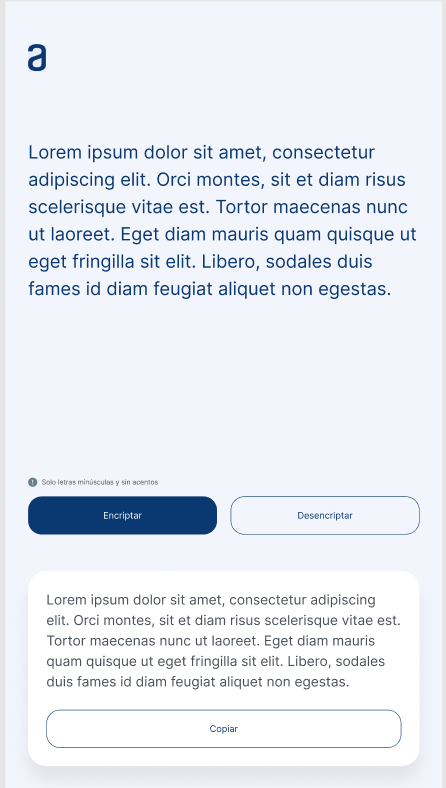 a
Lorem ipsum dolor sit amet, consectetur
adipiscing elit. Orci montes, sit et diam risus
scelerisque vitae est. Tortor maecenas nunc
ut laoreet. Eget diam mauris quam quisque ut
eget fringilla sit elit. Libero, sodales duis
fames id diam feugiat aliquet non egestas.
! Solo letras minúsculas y sin acentos
Encriptar
Desencriptar
Lorem ipsum dolor sit amet, consectetur adipiscing
elit. Orci montes, sit et diam risus scelerisque vitae est.
Tortor maecenas nunc ut laoreet. Eget diam mauris
quam quisque ut eget fringilla sit elit. Libero, sodales
duis fames id diam feugiat aliquet non egestas.
Copiar